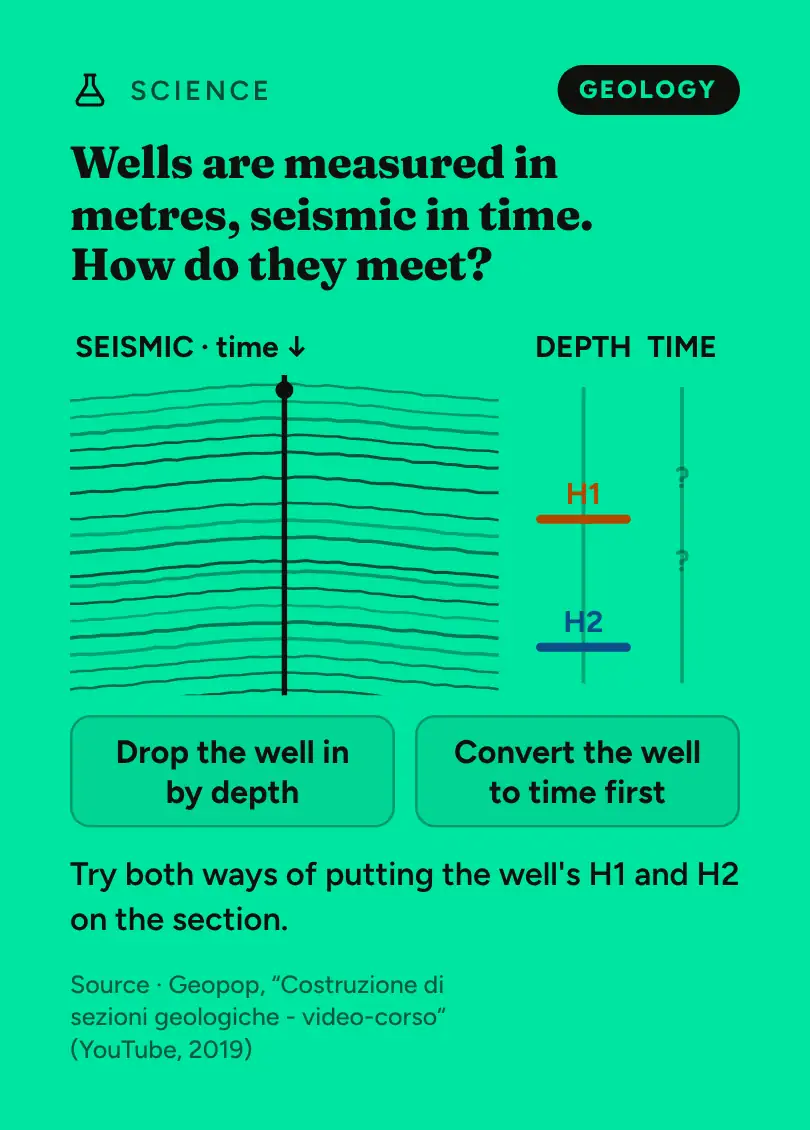 SCIENCE
GEOLOGY
Wells are measured in
metres, seismic in time.
How do they meet?
SEISMIC · time ↓
DEPTH TIME
?
H1
?
H2
Drop the well in
by depth
Convert the well
to time first
Try both ways of putting the well's H1 and H2
on the section.
Source · Geopop, “Costruzione di
sezioni geologiche - video-corso”
(YouTube, 2019)